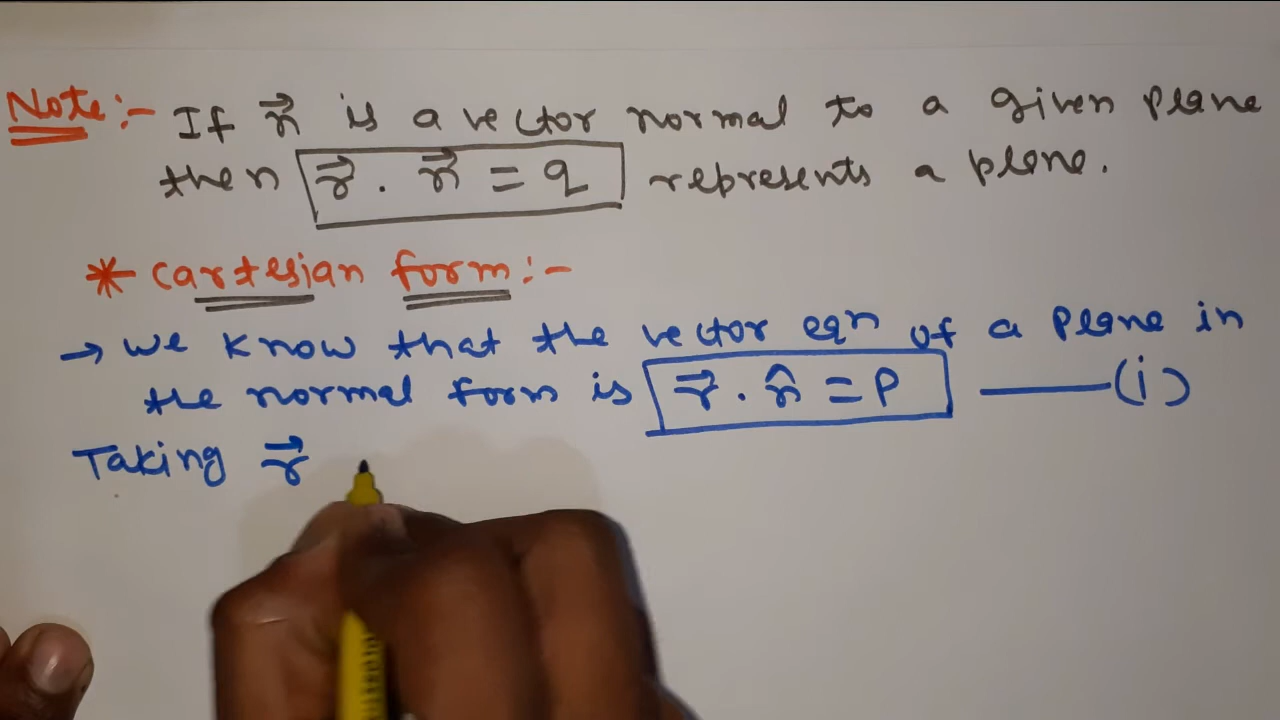 Note:- If n⃗ is a vector normal to a given plane
then r⃗ . n⃗ = q represents a plane.
* Cartesian form:-
→ We know that the vector eqn of a plane in
the normal form is r⃗ . n̂ = P ——— (i)
Taking r⃗